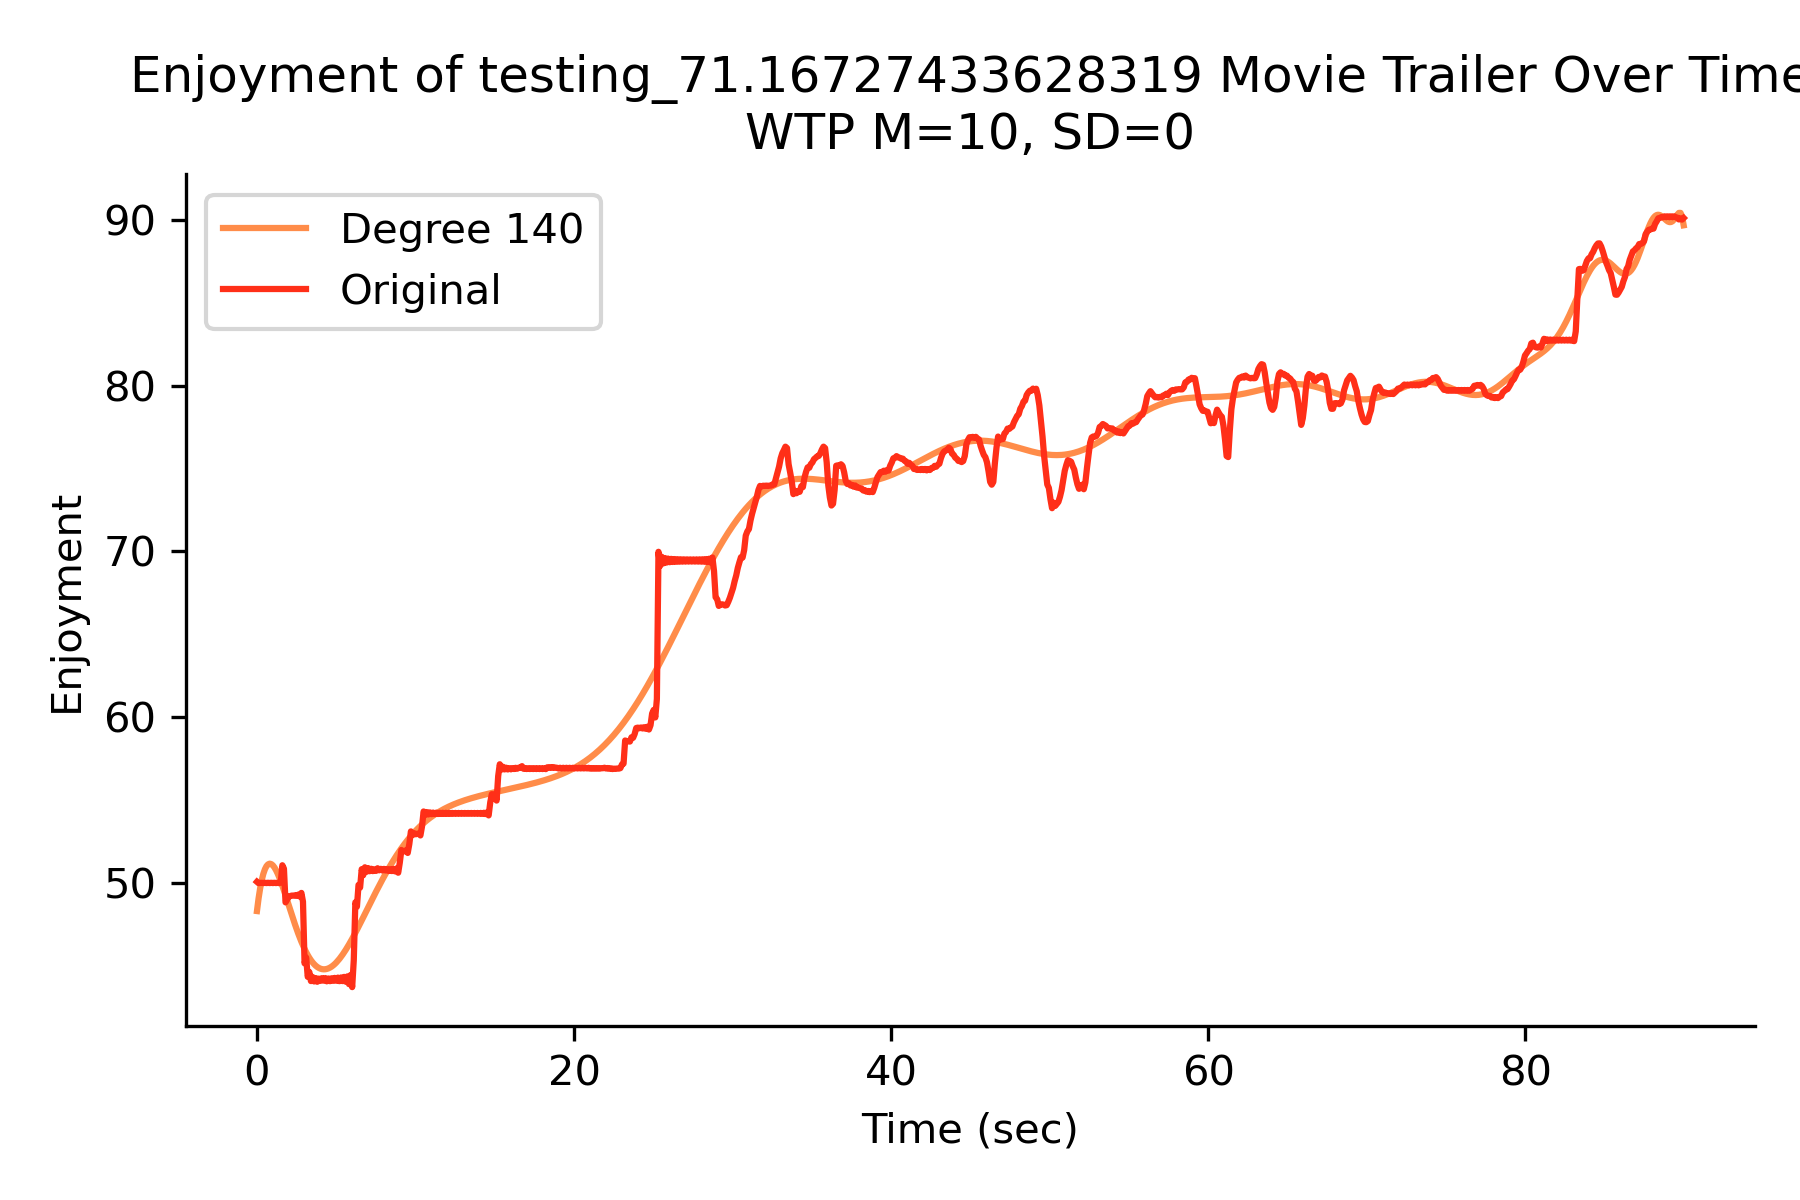 Enjoyment of testing_71.16727433628319 Movie Trailer Over Time
WTP M=10, SD=0
Degree 140
Original
90
80
70
60
50
Enjoyment
0 20 40 60 80
Time (sec)